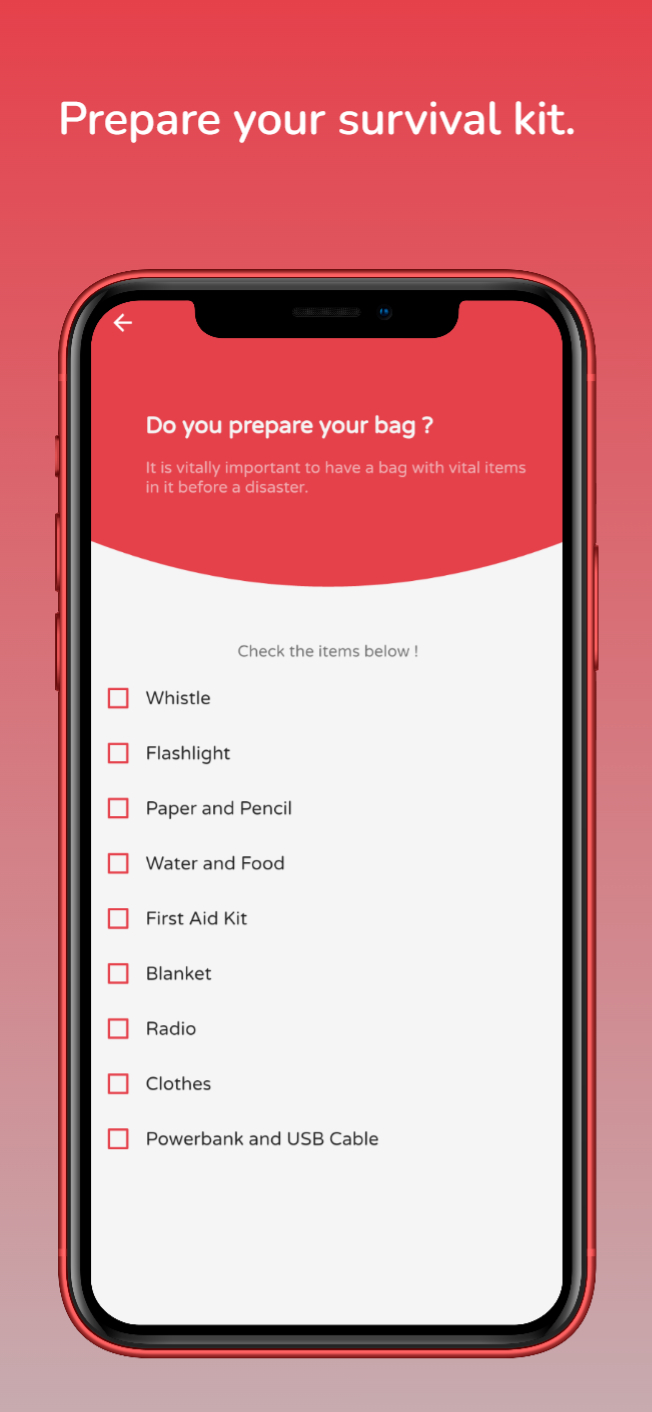 Prepare your survival kit.
Do you prepare your bag ?
It is vitally important to have a bag with vital items
in it before a disaster.
Check the items below !
Whistle
Flashlight
Paper and Pencil
Water and Food
First Aid Kit
Blanket
Radio
Clothes
Powerbank and USB Cable